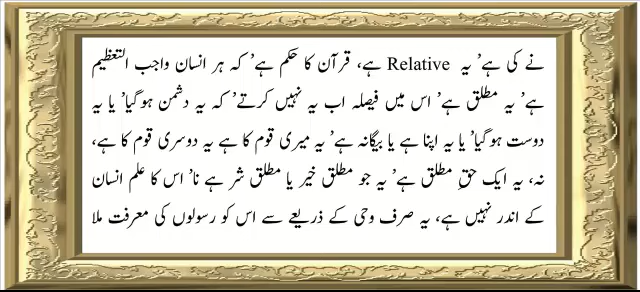 نے کی ہے’ یہ Relative ہے، قرآن کا حکم ہے’ کہ ہر انسان واجب التعظیم
ہے’ یہ مطلق ہے’ اس میں فیصلہ اب یہ نہیں کرتے’ کہ یہ دشمن ہوگیا’ یا یہ
دوست ہوگیا’ یا یہ اپنا ہے یا بیگانہ ہے’ یہ میری قوم کا ہے یہ دوسری قوم کا ہے،
نہ، یہ ایک حقِ مطلق ہے’ یہ جو مطلق خیر یا مطلق شر ہے نا’ اس کا علم انسان
کے اندر نہیں ہے، یہ صرف وحی کے ذریعے سے اس کو رسولوں کی معرفت ملا